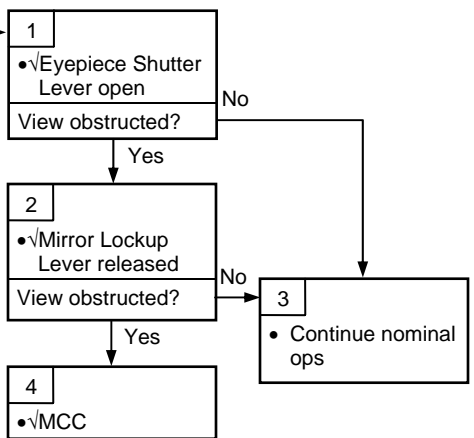 1
•√Eyepiece Shutter
Lever open
View obstructed?
No
Yes
2
•√Mirror Lockup
Lever released
View obstructed?
No
Yes
3
• Continue nominal
ops
4
•√MCC